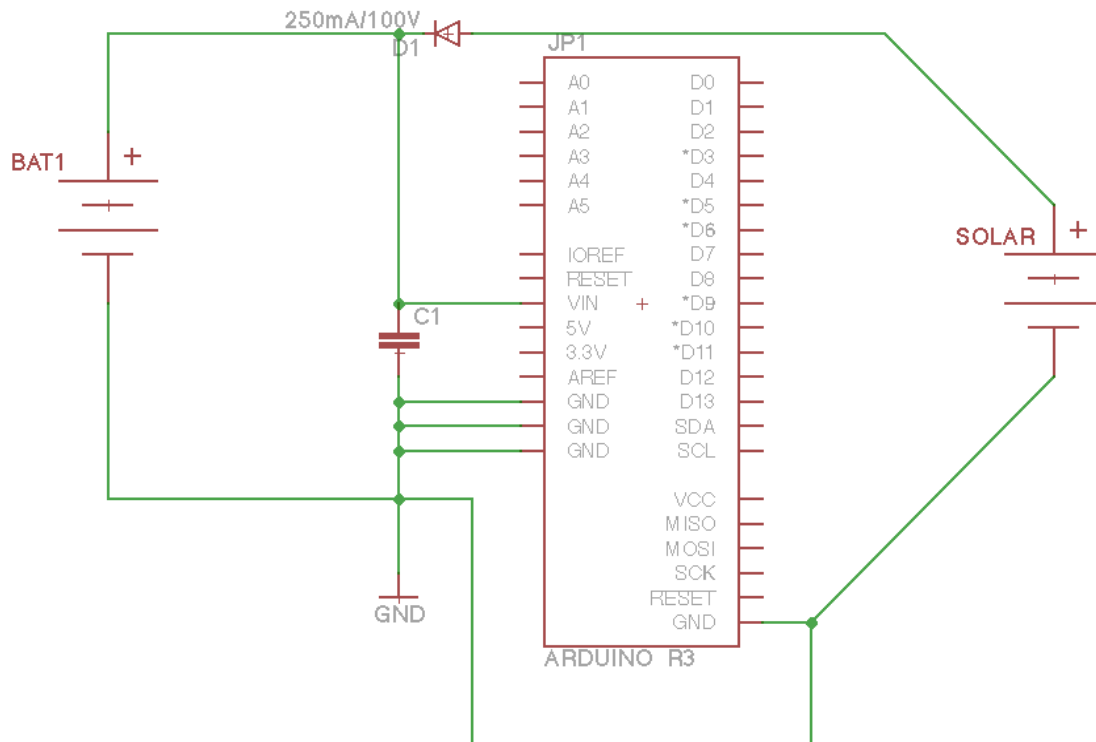 250mA/100V
D1
JP1
BAT1
+
A0
A1
A2
A3
A4
A5
IOREF
RESET
VIN
5V
3.3V
AREF
GND
GND
GND
D0
D1
D2
*D3
D4
*D5
*D6
D7
D8
*D9
*D10
*D11
D12
D13
SDA
SCL
VCC
MISO
MOSI
SCK
RESET
GND
C1
SOLAR
+
GND
ARDUINO R3